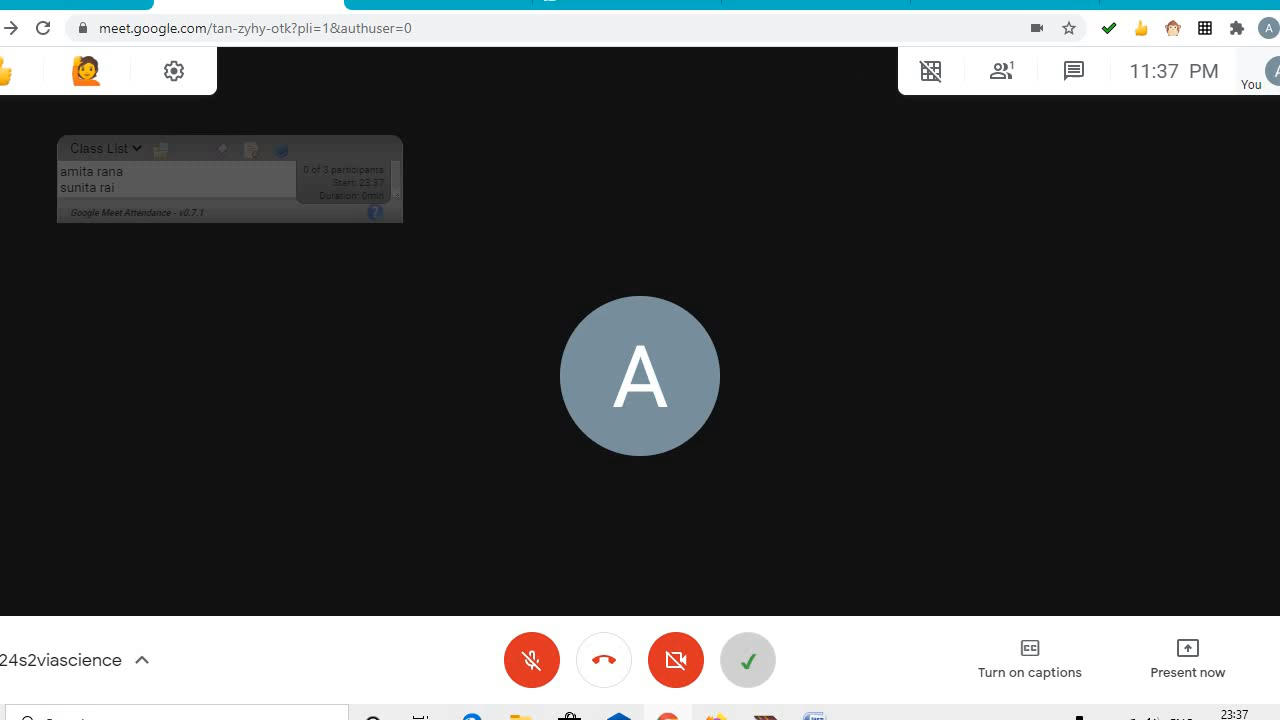 meet.google.com/tan-zyhy-otk?pli=1&authuser=0
A
1
11:37 PM
You
A
Class List
amita rana
sunita rai
0 of 3 participants
Start: 23:37
Duration: 0min
Google Meet Attendance - v0.7.1
?
A
24s2viascience
CC
Turn on captions
Present now
23:37